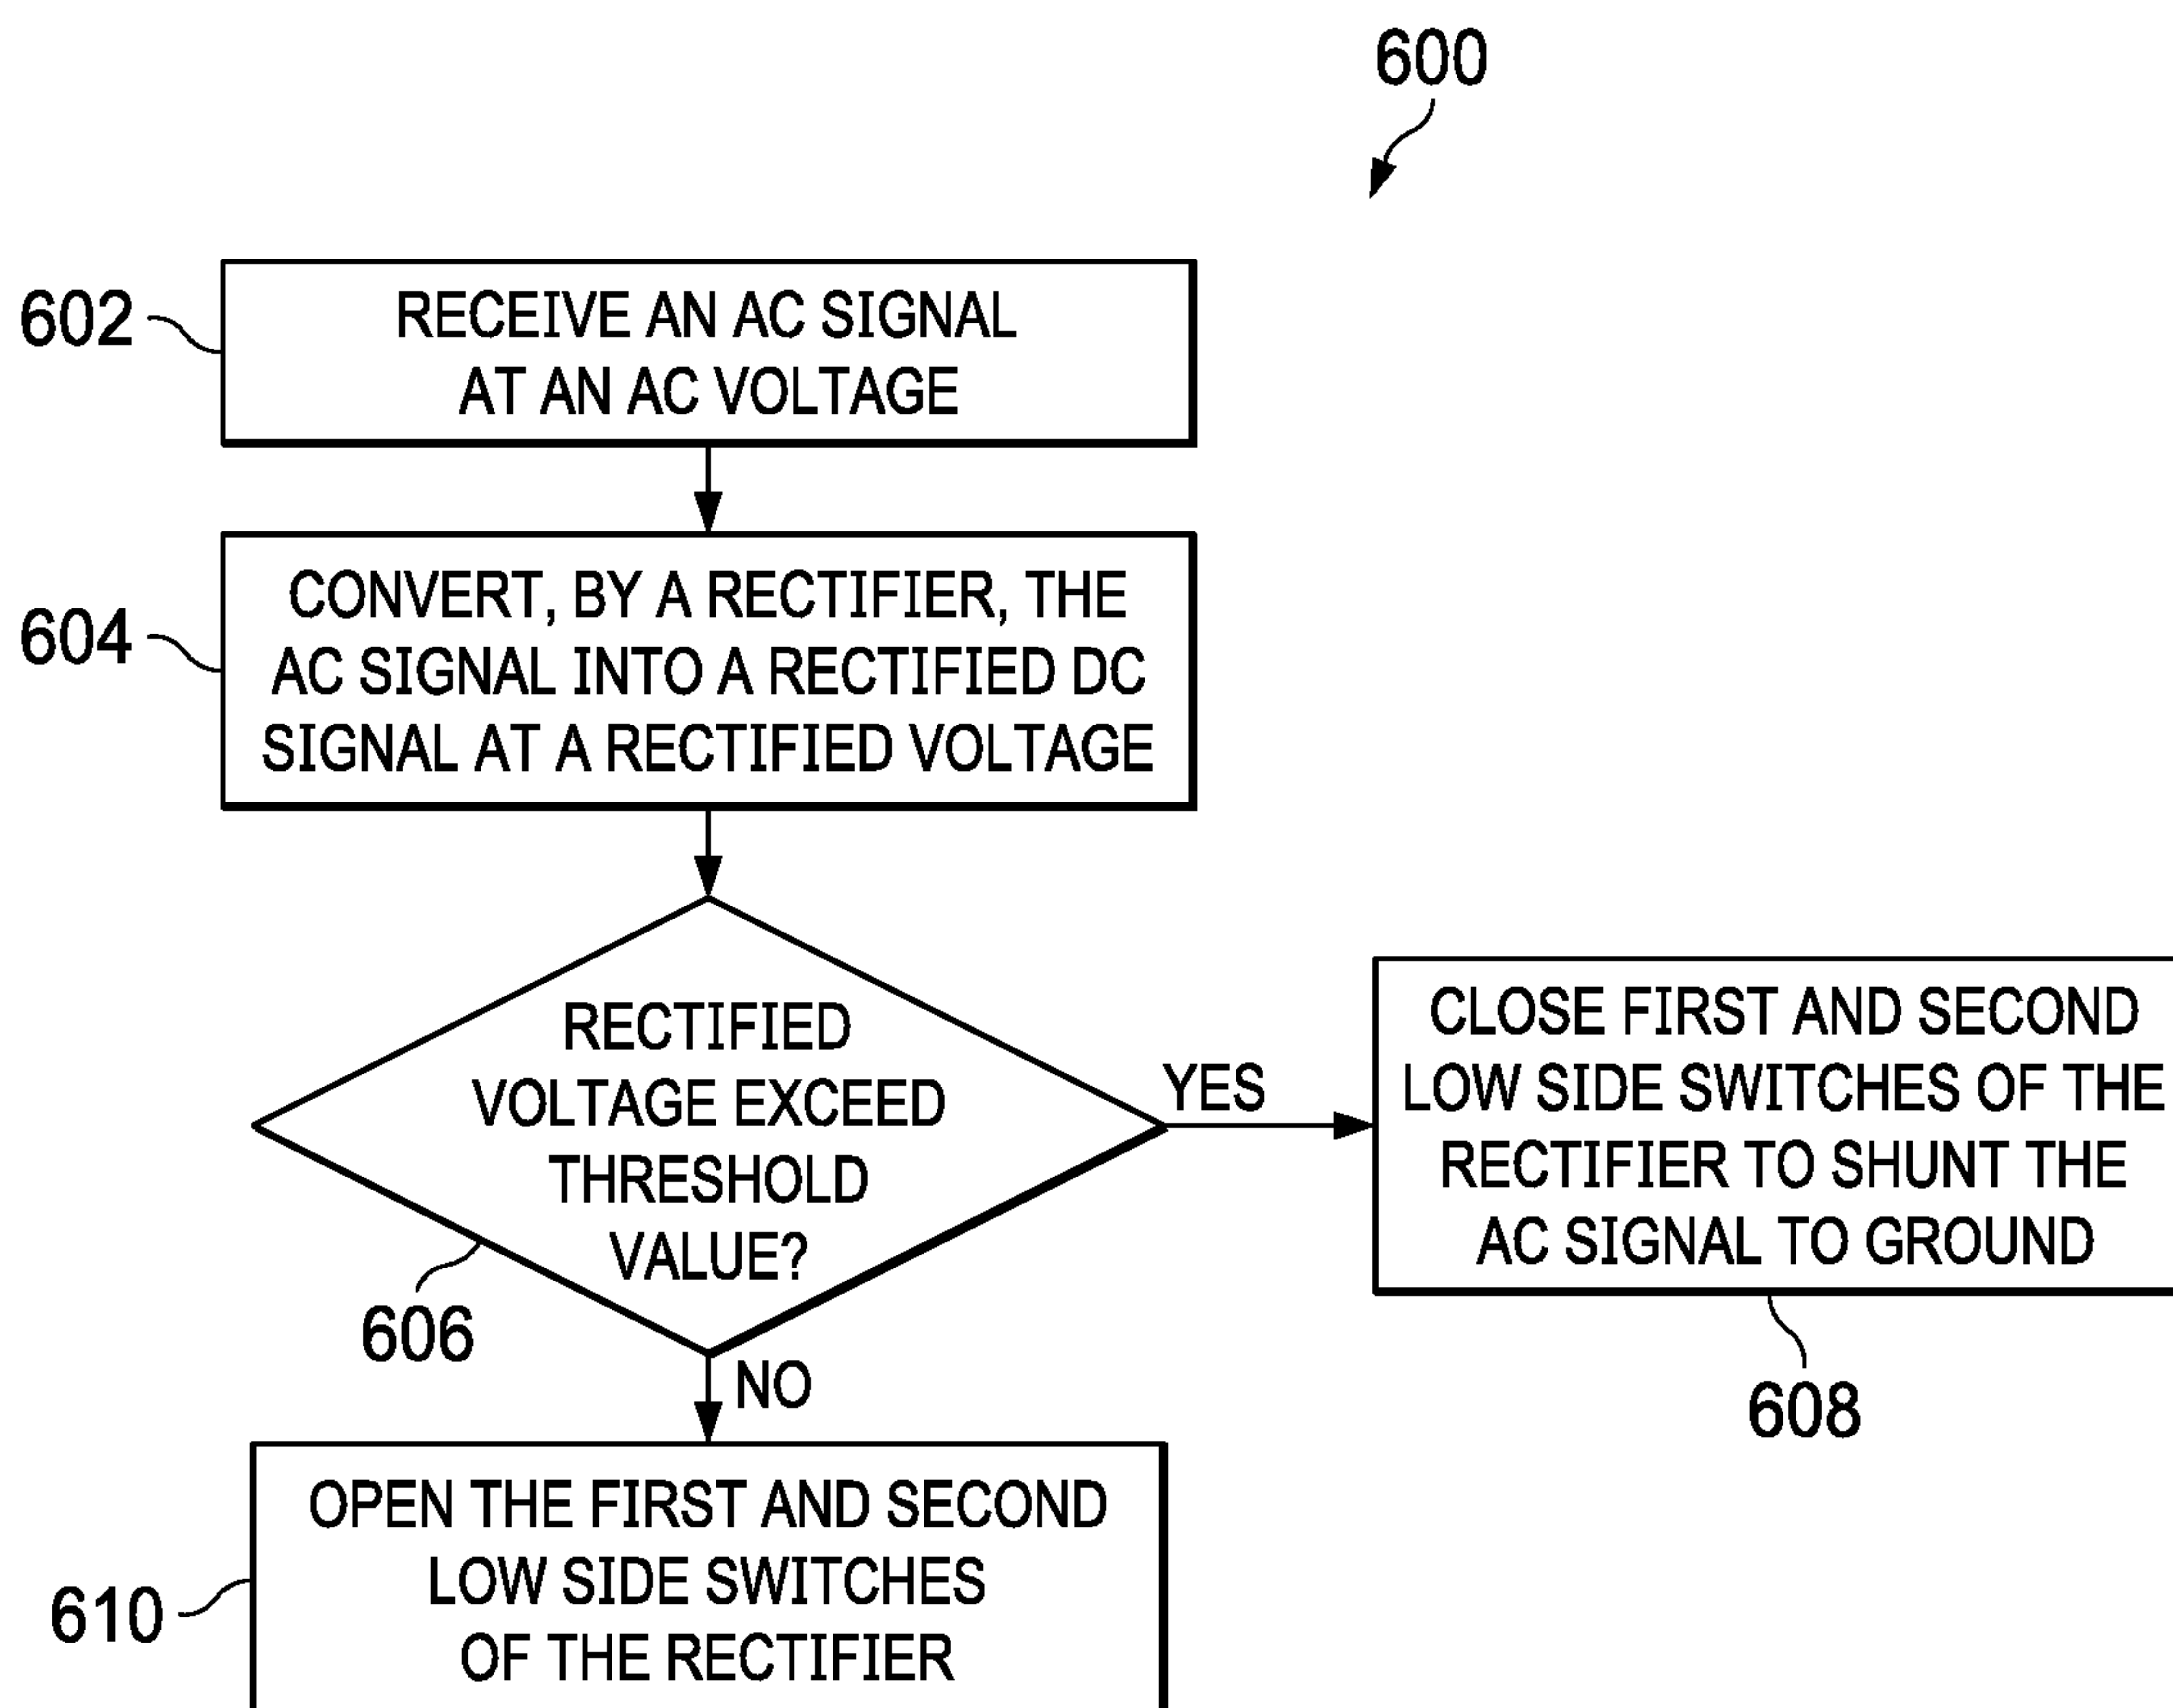 600
602
RECEIVE AN AC SIGNAL
AT AN AC VOLTAGE
604
CONVERT, BY A RECTIFIER, THE
AC SIGNAL INTO A RECTIFIED DC
SIGNAL AT A RECTIFIED VOLTAGE
RECTIFIED
VOLTAGE EXCEED
THRESHOLD
VALUE?
606
YES
CLOSE FIRST AND SECOND
LOW SIDE SWITCHES OF THE
RECTIFIER TO SHUNT THE
AC SIGNAL TO GROUND
608
NO
610
OPEN THE FIRST AND SECOND
LOW SIDE SWITCHES
OF THE RECTIFIER